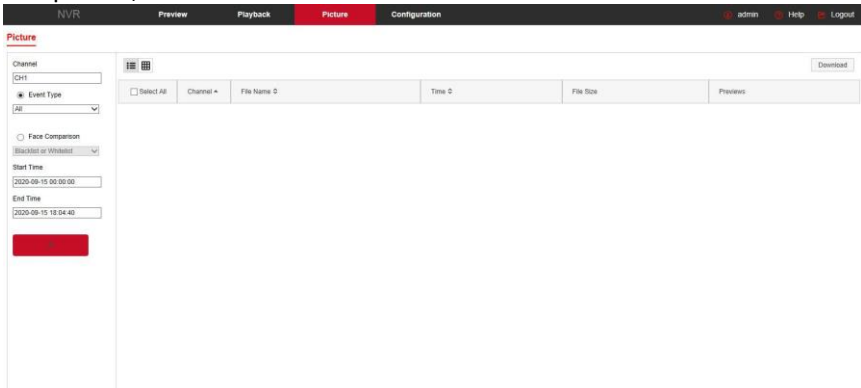 NVR Preview Playback Picture Configuration admin Help Logout
Picture
Channel
CH1
Event Type
All
Face Comparison
Blacklist or Whitelist
Start Time
2020-09-15 00:00:00
End Time
2020-09-15 18:04:40
Download
Select All Channel File Name Time File Size Previews